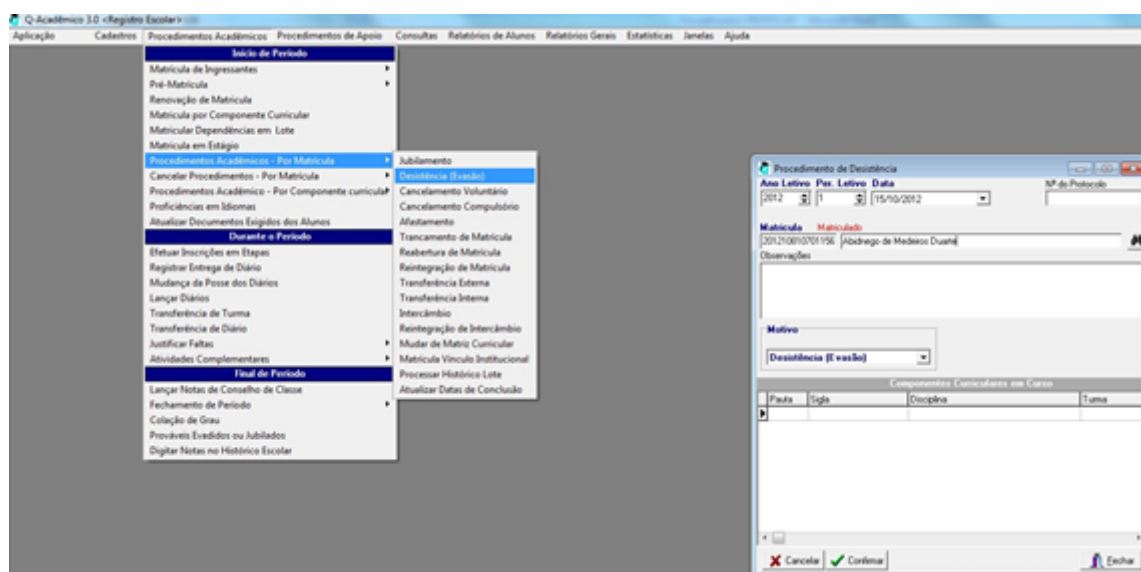 Q-Acadêmico 3.0 <Registro Escolar>
Aplicação Cadastros Procedimentos Acadêmicos Procedimentos de Apoio Consultas Relatórios de Alunos Relatórios Gerais Estatísticas Janelas Ajuda
Início de Período
Matrícula de Ingressantes
Pré-Matrícula
Renovação de Matrícula
Matrícula por Componente Curricular
Matricular Dependências em Lote
Matrícula em Estágio
Procedimentos Acadêmicos - Por Matrícula
Cancelar Procedimentos - Por Matrícula
Procedimentos Acadêmico - Por Componente curricular
Proficiências em Idiomas
Atualizar Documentos Exigidos dos Alunos
Durante o Período
Efetuar Inscrições em Etapas
Registrar Entrega de Diário
Mudança da Posse dos Diários
Lançar Diários
Transferência de Turma
Transferência de Diário
Justificar Faltas
Atividades Complementares
Final de Período
Lançar Notas de Conselho de Classe
Fechamento de Período
Colação de Grau
Prováveis Evadidos ou Jubilados
Digitar Notas no Histórico Escolar
Jubilamento
Desistência (Evasão)
Cancelamento Voluntário
Cancelamento Compulsório
Afastamento
Trancamento de Matrícula
Reabertura de Matrícula
Reintegração de Matrícula
Transferência Externa
Transferência Interna
Intercâmbio
Reintegração de Intercâmbio
Mudar de Matriz Curricular
Matrícula Vínculo Institucional
Processar Histórico Lote
Atualizar Datas de Conclusão
Procedimento de Desistência
Ano Letivo Per. Letivo Data Nº do Protocolo
2012 1 15/10/2012
Matrícula Matriculado
201210010701156 Abidnego de Medeiros Duarte
Observações
Motivo
Desistência (Evasão)
Componentes Curriculares em Curso
Pauta Sigla Disciplina Turma
Cancelar Confirmar Fechar